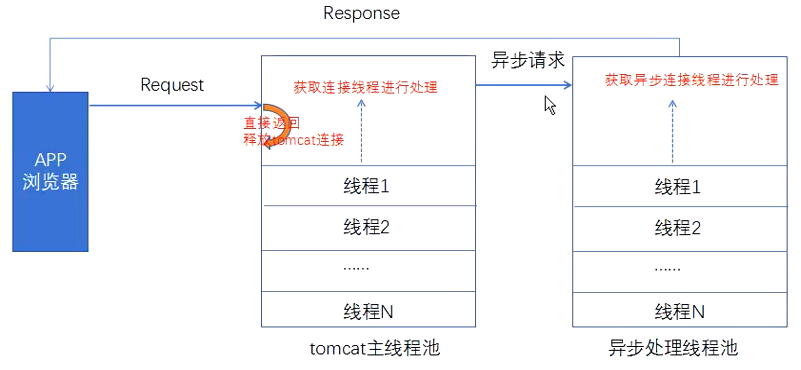 Response
Request
异步请求
获取连接线程进行处理
获取异步连接线程进行处理
直接返回
释放tomcat连接
APP
浏览器
线程1
线程2
……
线程N
线程1
线程2
……
线程N
tomcat主线程池
异步处理线程池